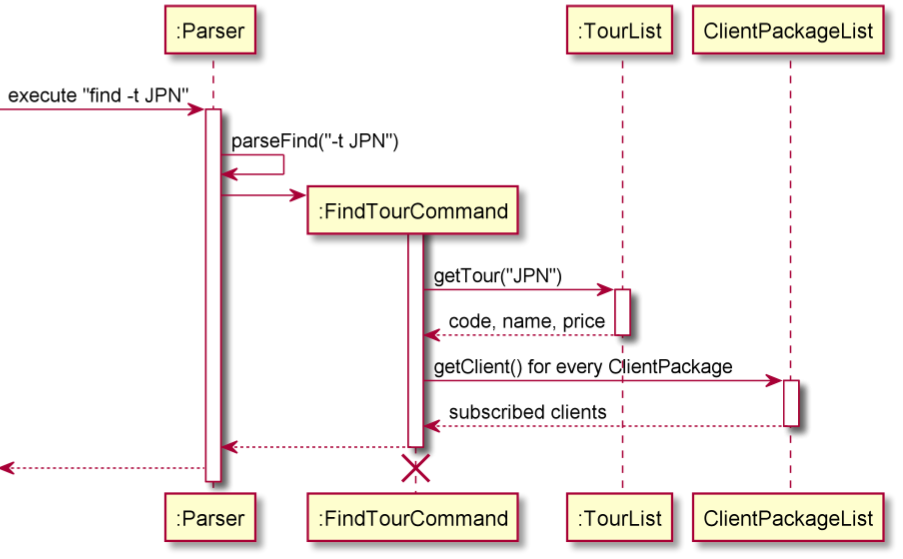 :Parser
:TourList
ClientPackageList
execute "find -t JPN"
parseFind("-t JPN")
:FindTourCommand
getTour("JPN")
code, name, price
getClient() for every ClientPackage
subscribed clients
:Parser
:FindTourCommand
:TourList
ClientPackageList